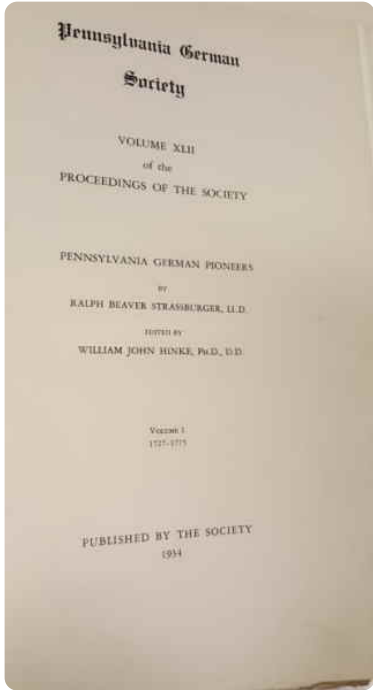 Pennsylvania German
Society
VOLUME XLII
of the
PROCEEDINGS OF THE SOCIETY
PENNSYLVANIA GERMAN PIONEERS
BY
RALPH BEAVER STRASSBURGER, LL.D.
EDITED BY
WILLIAM JOHN HINKE, PH.D., D.D.
VOLUME I.
1727-1775
PUBLISHED BY THE SOCIETY
1934